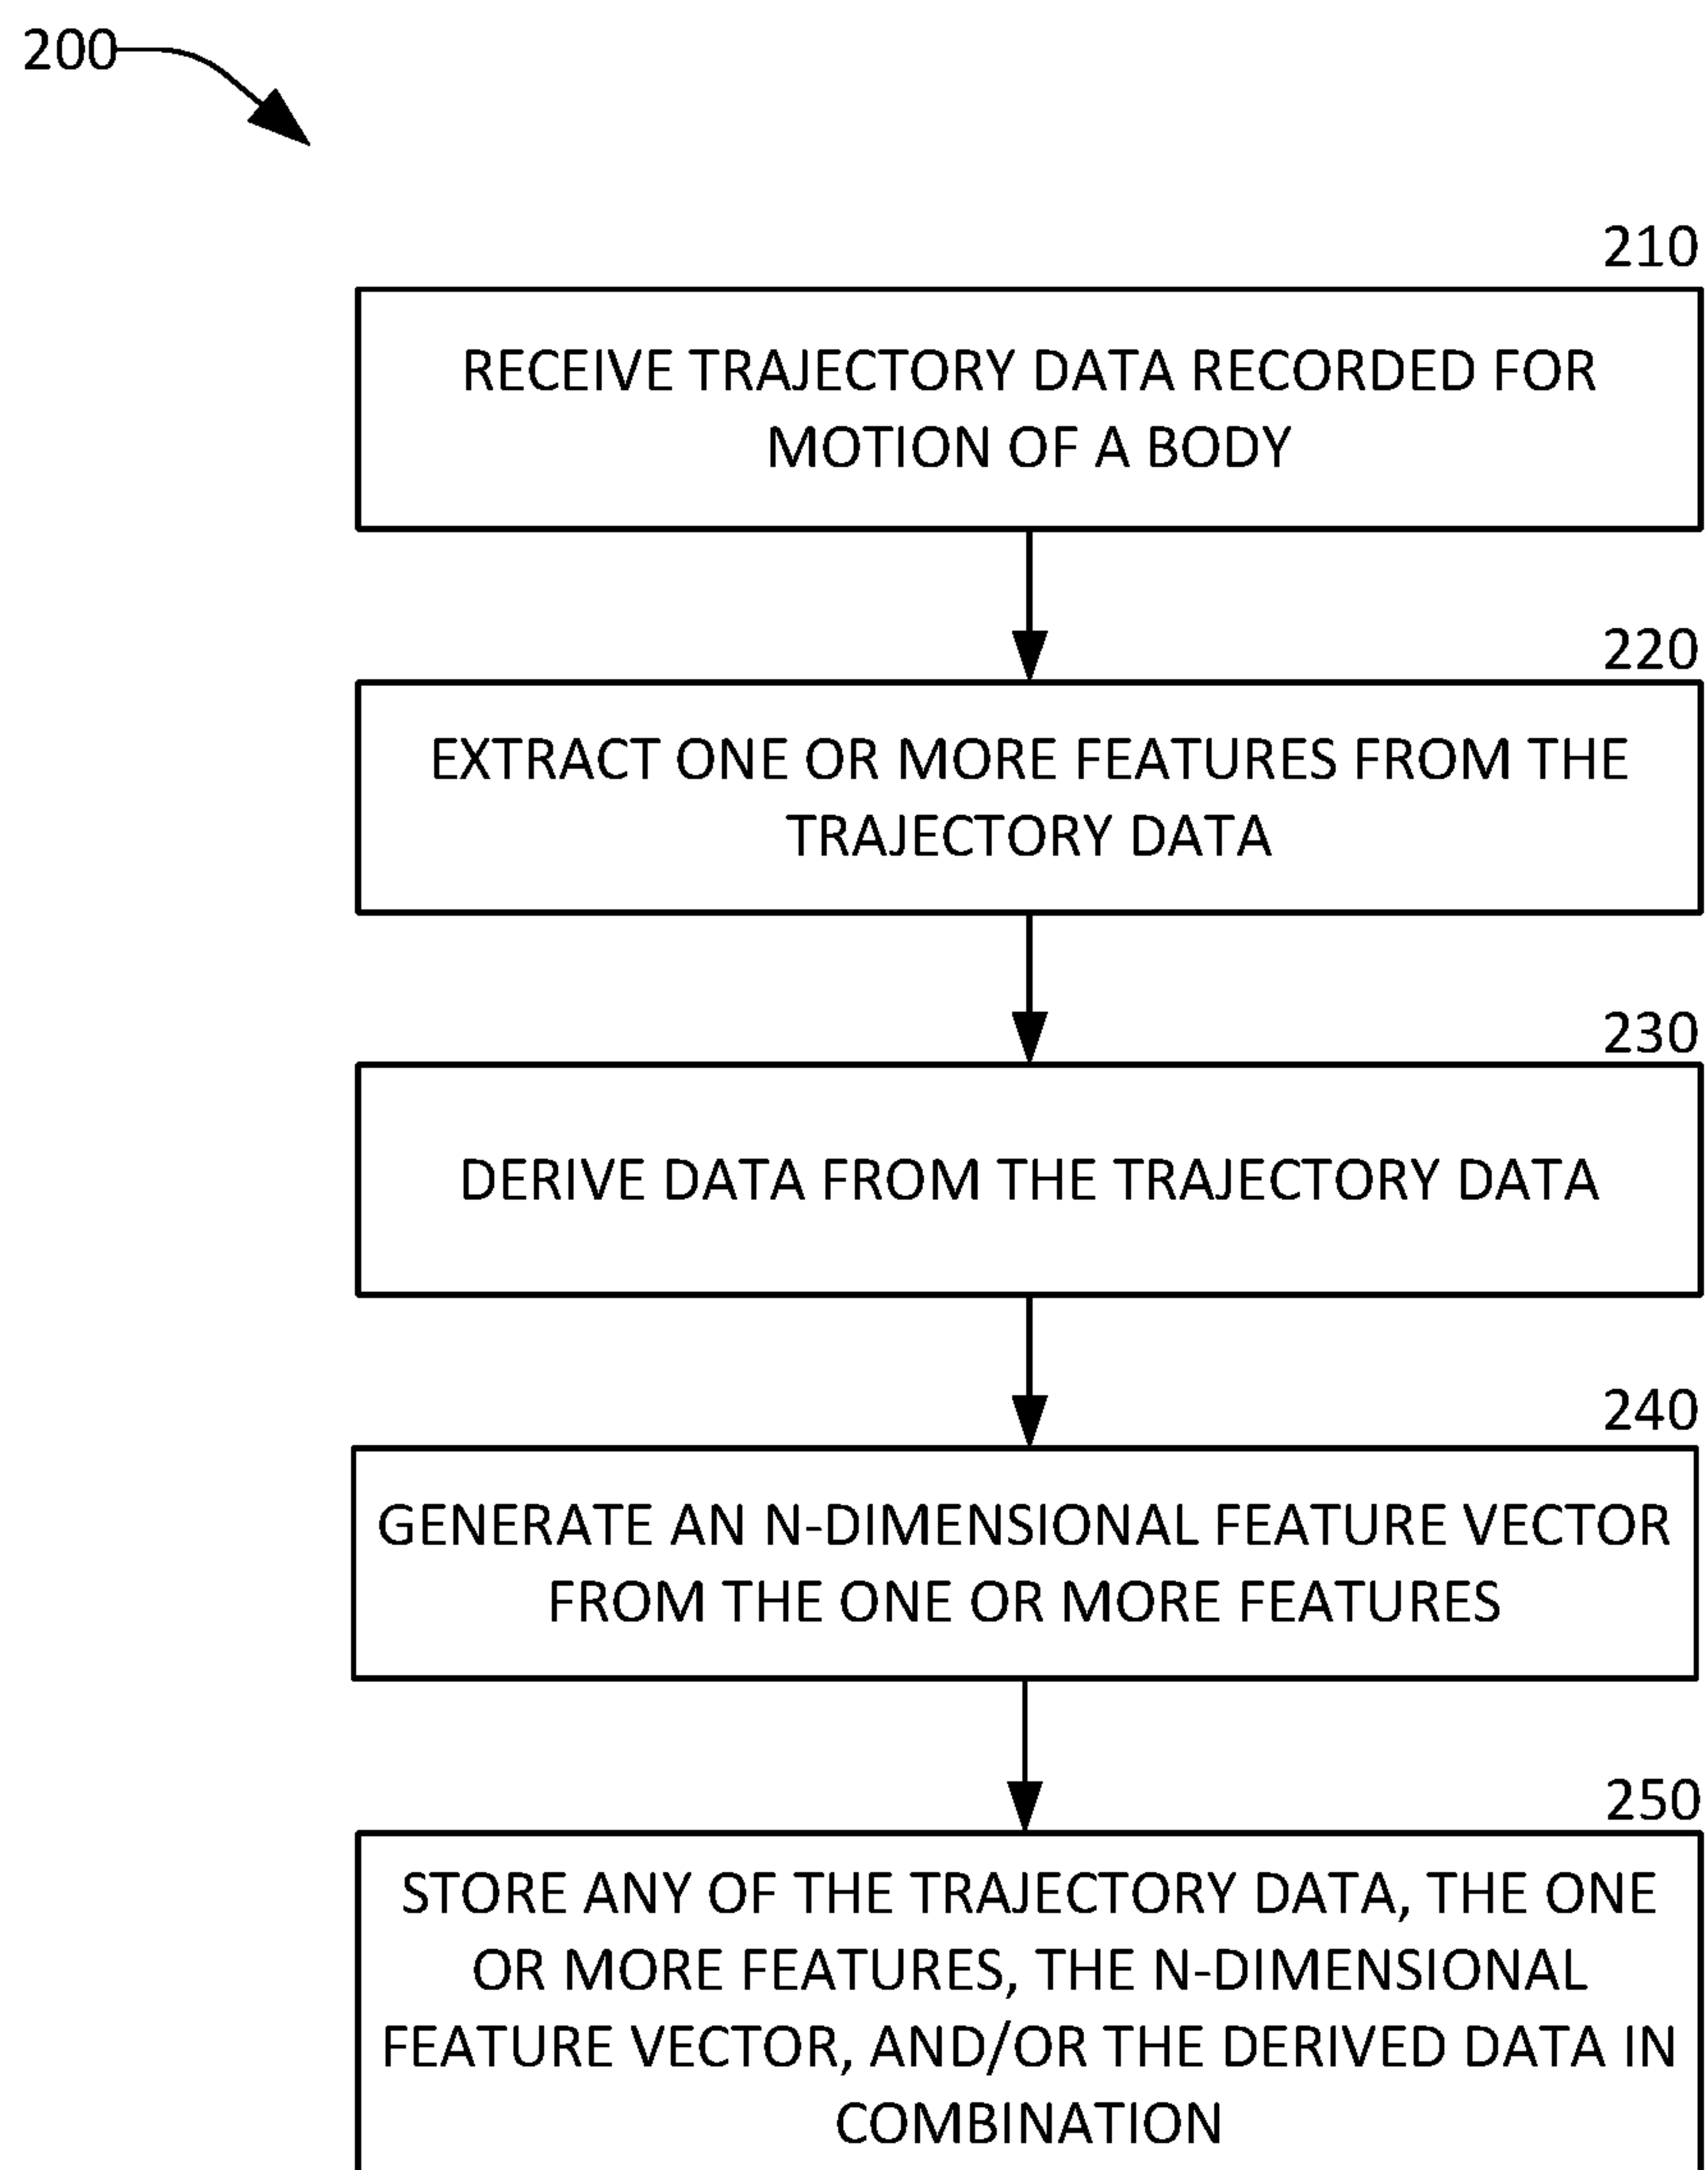 200
210
RECEIVE TRAJECTORY DATA RECORDED FOR
MOTION OF A BODY
220
EXTRACT ONE OR MORE FEATURES FROM THE
TRAJECTORY DATA
230
DERIVE DATA FROM THE TRAJECTORY DATA
240
GENERATE AN N-DIMENSIONAL FEATURE VECTOR
FROM THE ONE OR MORE FEATURES
250
STORE ANY OF THE TRAJECTORY DATA, THE ONE
OR MORE FEATURES, THE N-DIMENSIONAL
FEATURE VECTOR, AND/OR THE DERIVED DATA IN
COMBINATION